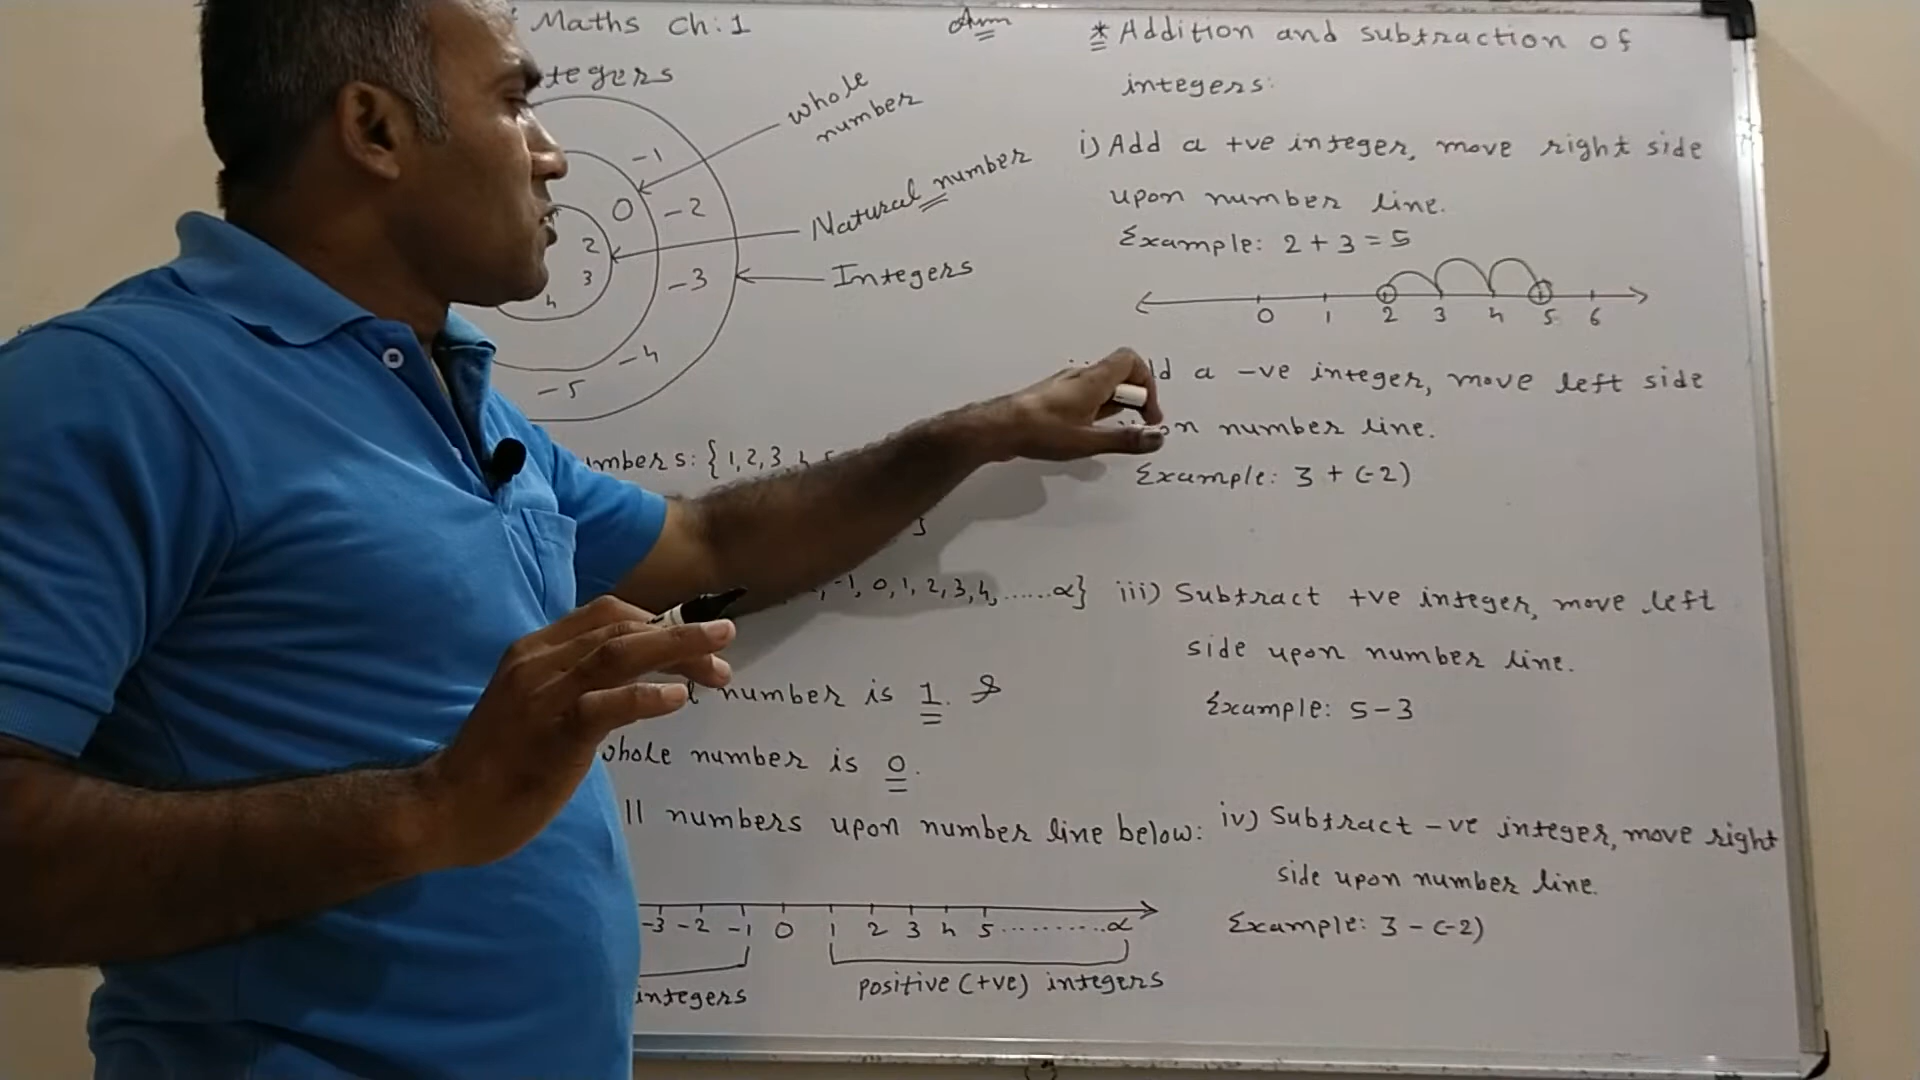 Maths Ch:1
tegers
whole
number
Natural number
Integers
-1
0 -2
2
3 -3
4
-4
-5
mbers: {1,2,3,4,5
}
-1, 0, 1, 2, 3, 4, ......α}
number is 1. &
whole number is 0.
ll numbers upon number line below:
-3 -2 -1 0 1 2 3 4 5 ..........α
integers positive (+ve) integers
* Addition and subtraction of
integers:
i) Add a +ve integer, move right side
upon number line.
Example: 2 + 3 = 5
0 1 2 3 4 5 6
a -ve integer, move left side
number line.
Example: 3 + (-2)
iii) Subtract +ve integer, move left
side upon number line.
Example: 5 - 3
iv) Subtract -ve integer, move right
side upon number line.
Example: 3 - (-2)